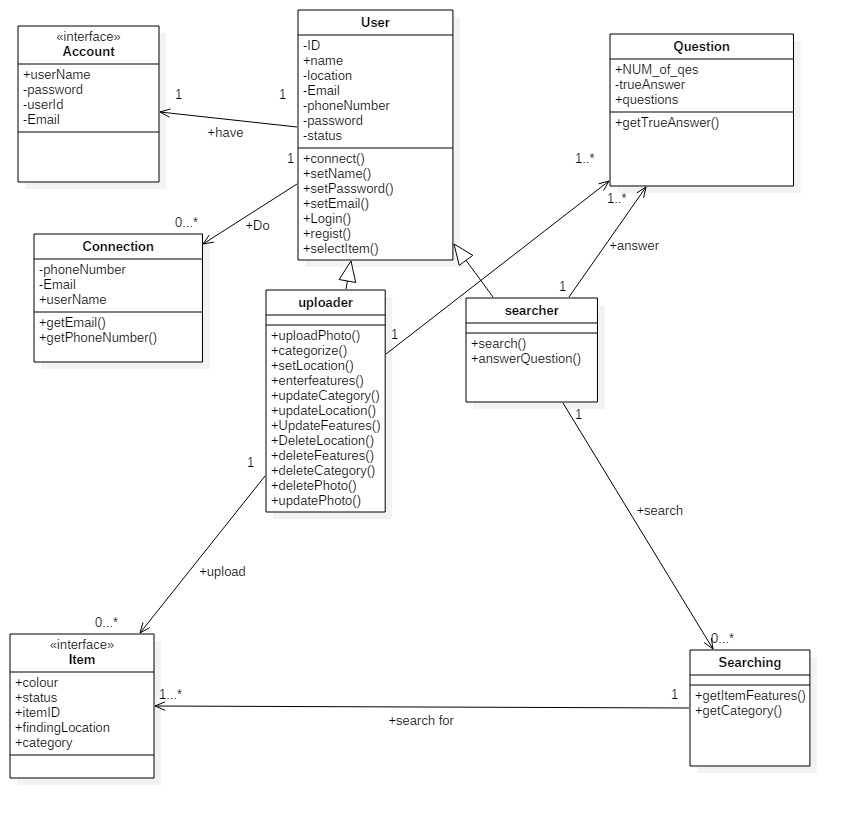 «interface»
Account
+userName
-password
-userId
-Email
User
-ID
+name
-location
-Email
-phoneNumber
-password
-status
+connect()
+setName()
+setPassword()
+setEmail()
+Login()
+regist()
+selectItem()
Question
+NUM_of_qes
-trueAnswer
+questions
+getTrueAnswer()
1
1
+have
1
0...*
+Do
1..*
1..*
+answer
1
Connection
-phoneNumber
-Email
+userName
+getEmail()
+getPhoneNumber()
uploader
+uploadPhoto()
+categorize()
+setLocation()
+enterfeatures()
+updateCategory()
+updateLocation()
+UpdateFeatures()
+DeleteLocation()
+deleteFeatures()
+deleteCategory()
+deletePhoto()
+updatePhoto()
1
searcher
+search()
+answerQuestion()
1
1
+search
+upload
0...*
0...*
«interface»
Item
+colour
+status
+itemID
+findingLocation
+category
1...*
1
+search for
Searching
+getItemFeatures()
+getCategory()